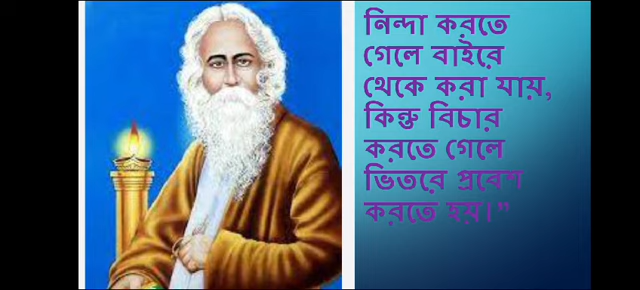 নিন্দা করতে
গেলে বাইরে
থেকে করা যায়,
কিন্তু বিচার
করতে গেলে
ভিতরে প্রবেশ
করতে হয়।”